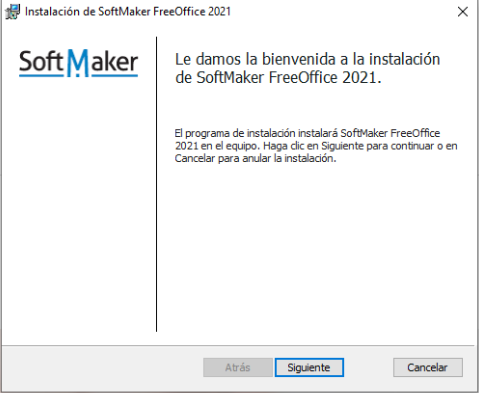 Instalación de SoftMaker FreeOffice 2021
SoftMaker
Le damos la bienvenida a la instalación
de SoftMaker FreeOffice 2021.
El programa de instalación instalará SoftMaker FreeOffice
2021 en el equipo. Haga clic en Siguiente para continuar o en
Cancelar para anular la instalación.
Atrás Siguiente Cancelar